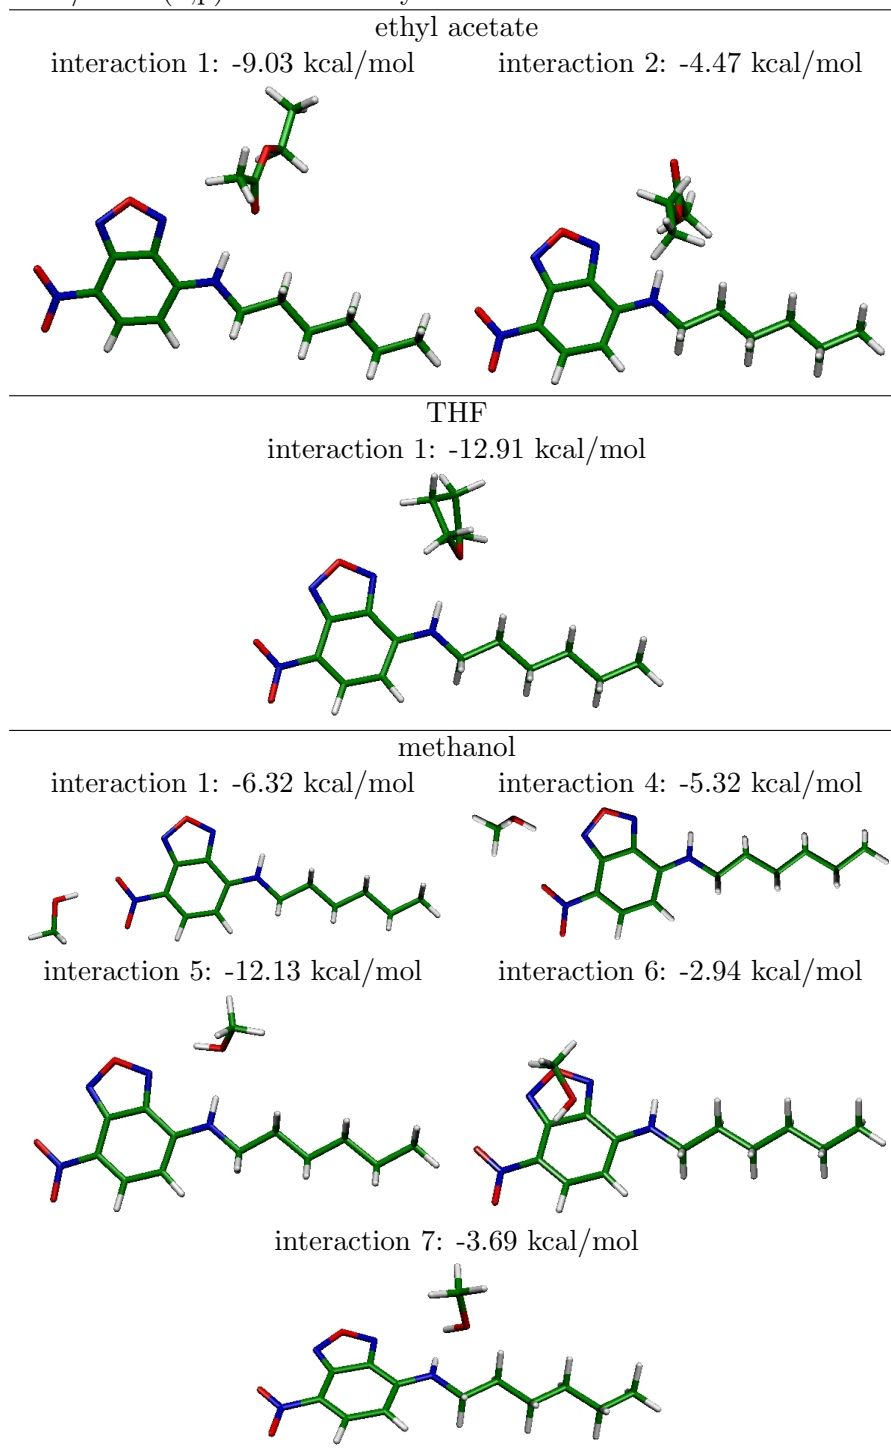 ethyl acetate
interaction 1: -9.03 kcal/mol
interaction 2: -4.47 kcal/mol
THF
interaction 1: -12.91 kcal/mol
methanol
interaction 1: -6.32 kcal/mol
interaction 4: -5.32 kcal/mol
interaction 5: -12.13 kcal/mol
interaction 6: -2.94 kcal/mol
interaction 7: -3.69 kcal/mol